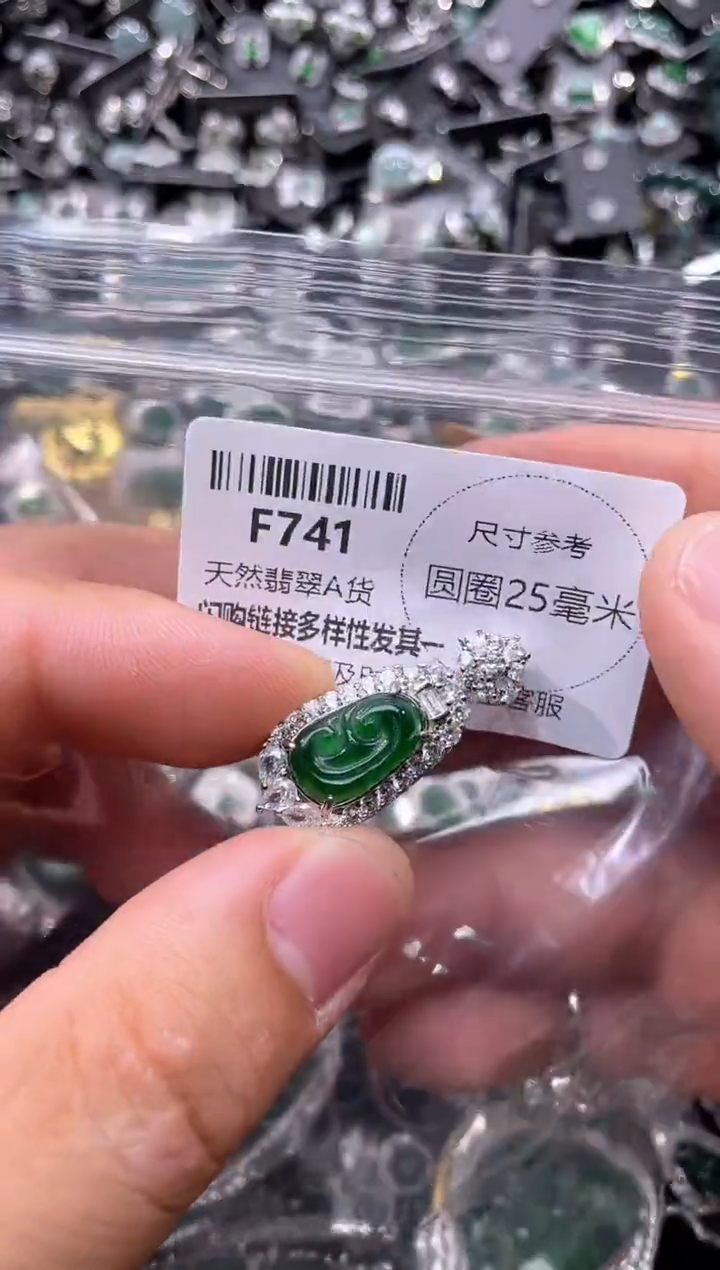 F741
天然翡翠A货
闪购链接多样性发其一
尺寸参考
圆圈25毫米
客服